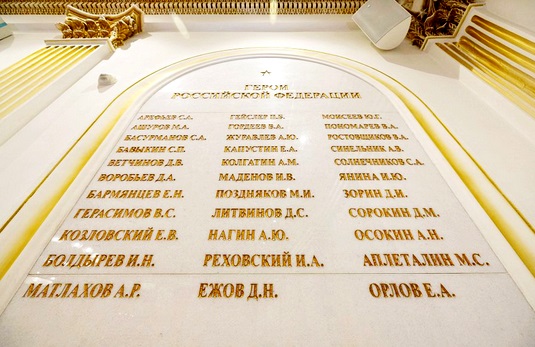 ГЕРОИ
РОССИЙСКОЙ ФЕДЕРАЦИИ
АРЕФЬЕВ С.А. ГЕЙСЛЕР И.У. МОИСЕЕВ Ю.Г.
АШУРОВ М.А. ГОРДЕЕВ В.А. ПОНОМАРЕВ В.А.
БАСУРМАНОВ С.А. ЖУРАВЛЕВ А.Ю. РОСТОВЩИКОВ В.А.
БАВЫКИН С.П. КАПУСТИН Е.А. СИНЕЛЬНИК А.В.
ВЕТЧИНОВ Д.В. КОЛГАТИН А.М. СОЛНЕЧНИКОВ С.А.
ВОРОБЬЕВ Д.А. МАДЕНОВ И.В. ЯНИНА И.Ю.
БАРМЯНЦЕВ Е.Н. ПОЗДНЯКОВ М.И. ЗОРИН Д.И.
ГЕРАСИМОВ В.С. ЛИТВИНОВ Д.С. СОРОКИН Д.М.
КОЗЛОВСКИЙ Е.В. НАГИН А.Ю. ОСОКИН А.Н.
БОЛДЫРЕВ И.Н. РЕХОВСКИЙ И.А. АПЛЕТАЛИН М.С.
МАТЛАХОВ А.Р. ЕЖОВ Д.Н. ОРЛОВ Е.А.